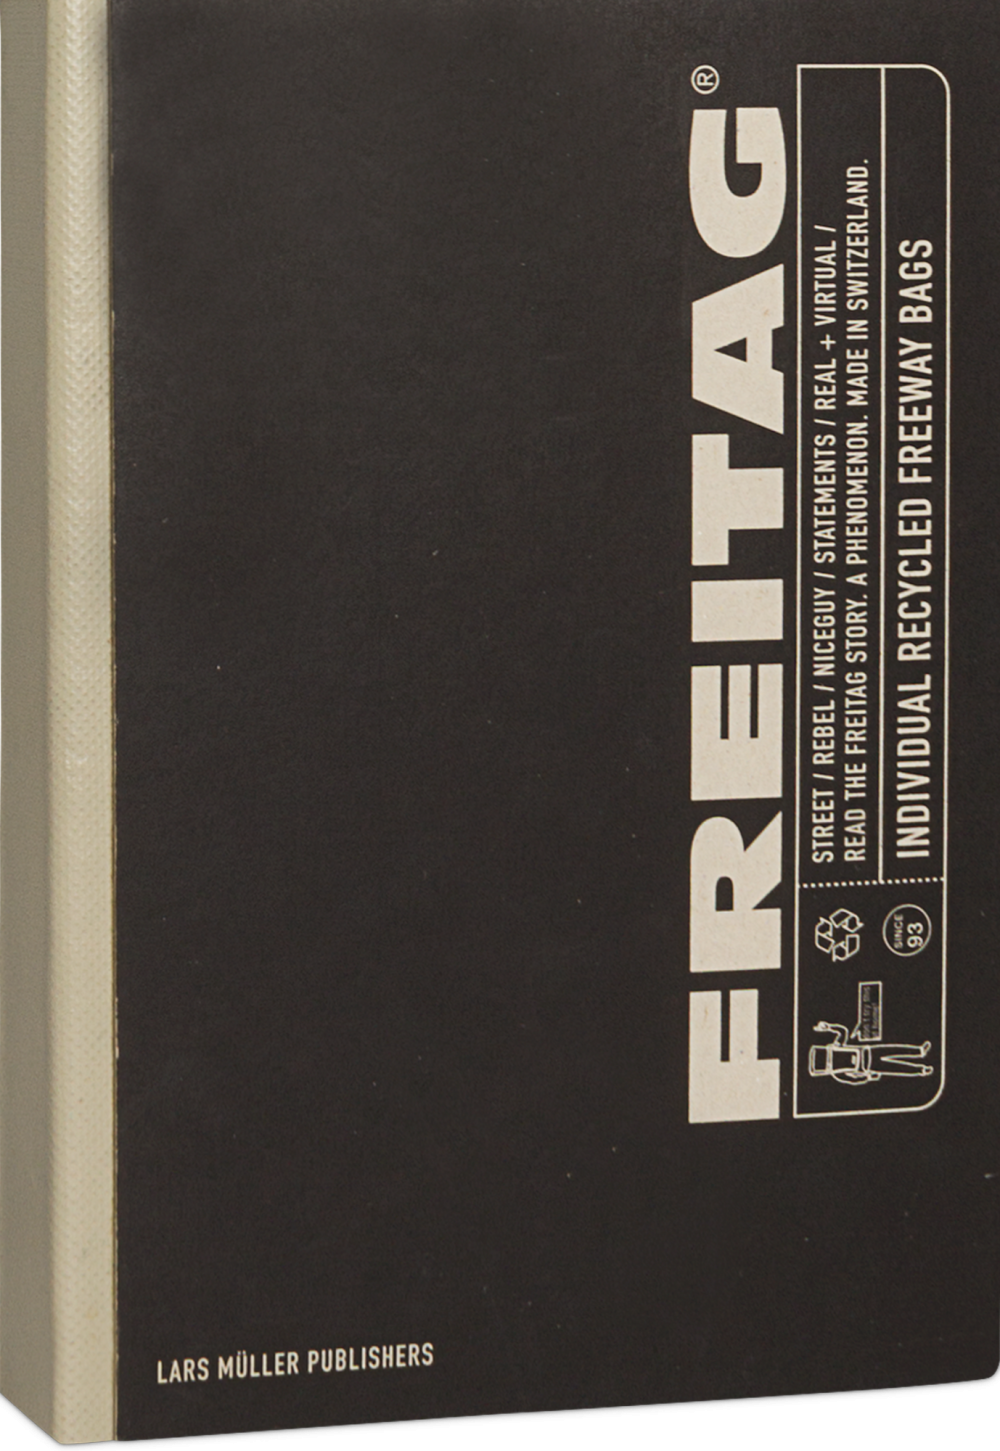 FREITAG®
STREET / REBEL / NICEGUY / STATEMENTS / REAL + VIRTUAL /
READ THE FREITAG STORY. A PHENOMENON. MADE IN SWITZERLAND.
INDIVIDUAL RECYCLED FREEWAY BAGS
SINCE
93
LARS MÜLLER PUBLISHERS